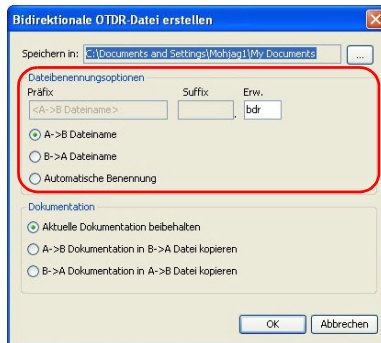 Bidirektionale OTDR-Datei erstellen
Speichern in: C:\Documents and Settings\Mohjag1\My Documents ...
Dateibenennungsoptionen
Präfix Suffix Erw.
<A->B Dateiname> . bdr
A->B Dateiname
B->A Dateiname
Automatische Benennung
Dokumentation
Aktuelle Dokumentation beibehalten
A->B Dokumentation in B->A Datei kopieren
B->A Dokumentation in A->B Datei kopieren
OK Abbrechen